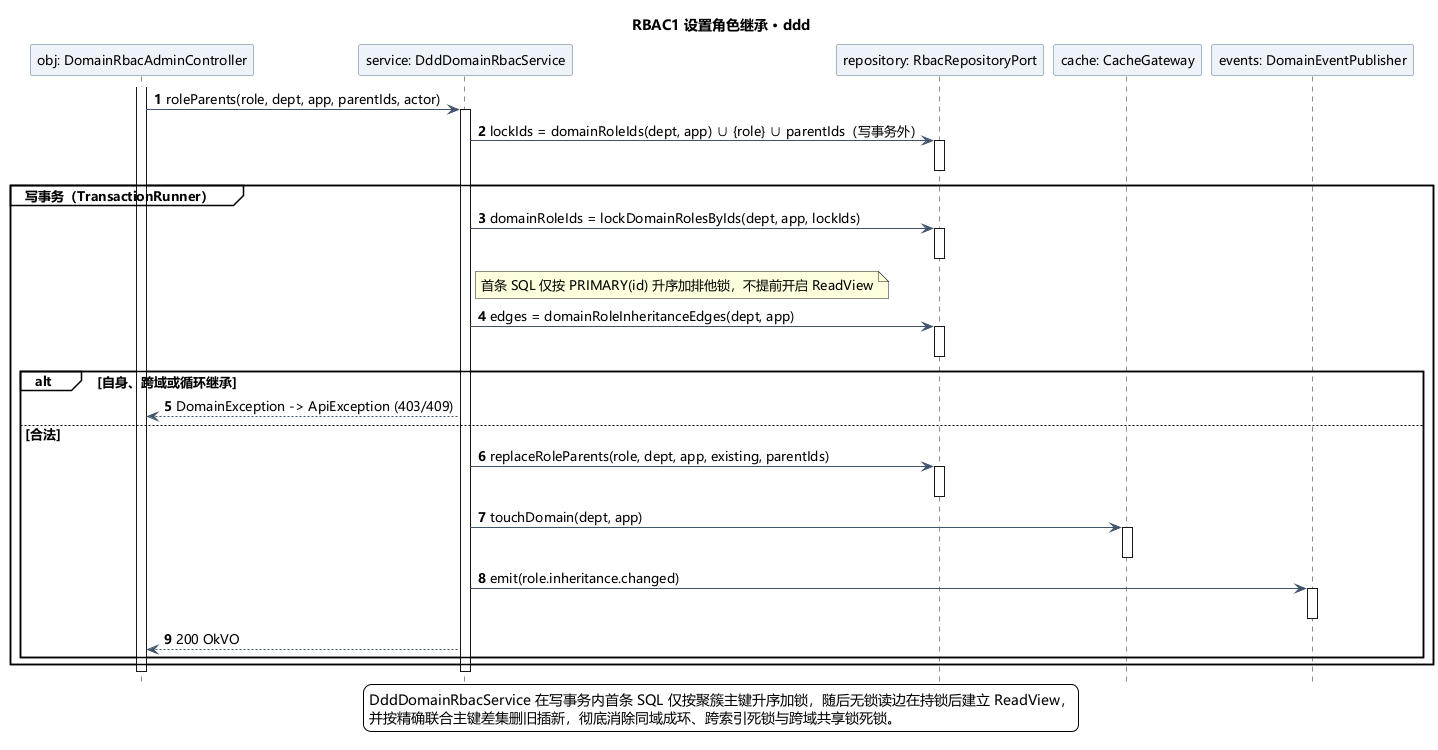 RBAC1 设置角色继承 • ddd
obj: DomainRbacAdminController
service: DddDomainRbacService
repository: RbacRepositoryPort
cache: CacheGateway
events: DomainEventPublisher
1 roleParents(role, dept, app, parentIds, actor)
2 lockIds = domainRoleIds(dept, app) ∪ {role} ∪ parentIds（写事务外）
写事务（TransactionRunner）
3 domainRoleIds = lockDomainRolesByIds(dept, app, lockIds)
首条 SQL 仅按 PRIMARY(id) 升序加排他锁，不提前开启 ReadView
4 edges = domainRoleInheritanceEdges(dept, app)
alt [自身、跨域或循环继承]
5 DomainException -> ApiException (403/409)
[合法]
6 replaceRoleParents(role, dept, app, existing, parentIds)
7 touchDomain(dept, app)
8 emit(role.inheritance.changed)
9 200 OkVO
DddDomainRbacService 在写事务内首条 SQL 仅按聚簇主键升序加锁，随后无锁读边在持锁后建立 ReadView，
并按精确联合主键差集删旧插新，彻底消除同域成环、跨索引死锁与跨域共享锁死锁。